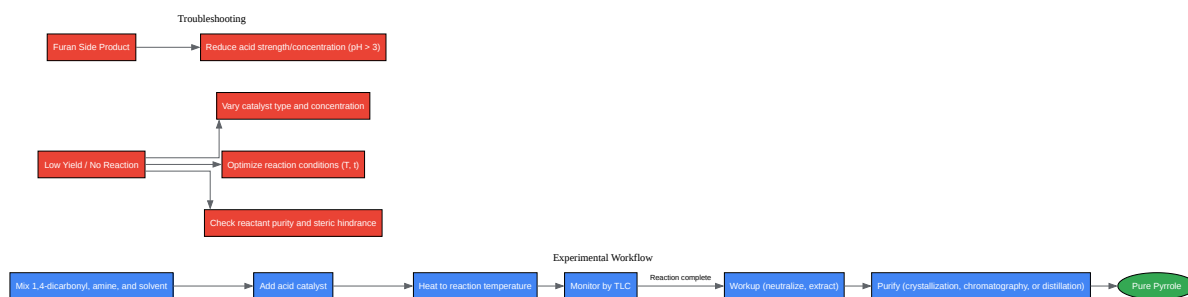 Troubleshooting
Furan Side Product
Reduce acid strength/concentration (pH > 3)
Vary catalyst type and concentration
Low Yield / No Reaction
Optimize reaction conditions (T, t)
Check reactant purity and steric hindrance
Experimental Workflow
Mix 1,4-dicarbonyl, amine, and solvent
Add acid catalyst
Heat to reaction temperature
Monitor by TLC
Reaction complete
Workup (neutralize, extract)
Purify (crystallization, chromatography, or distillation)
Pure Pyrrole